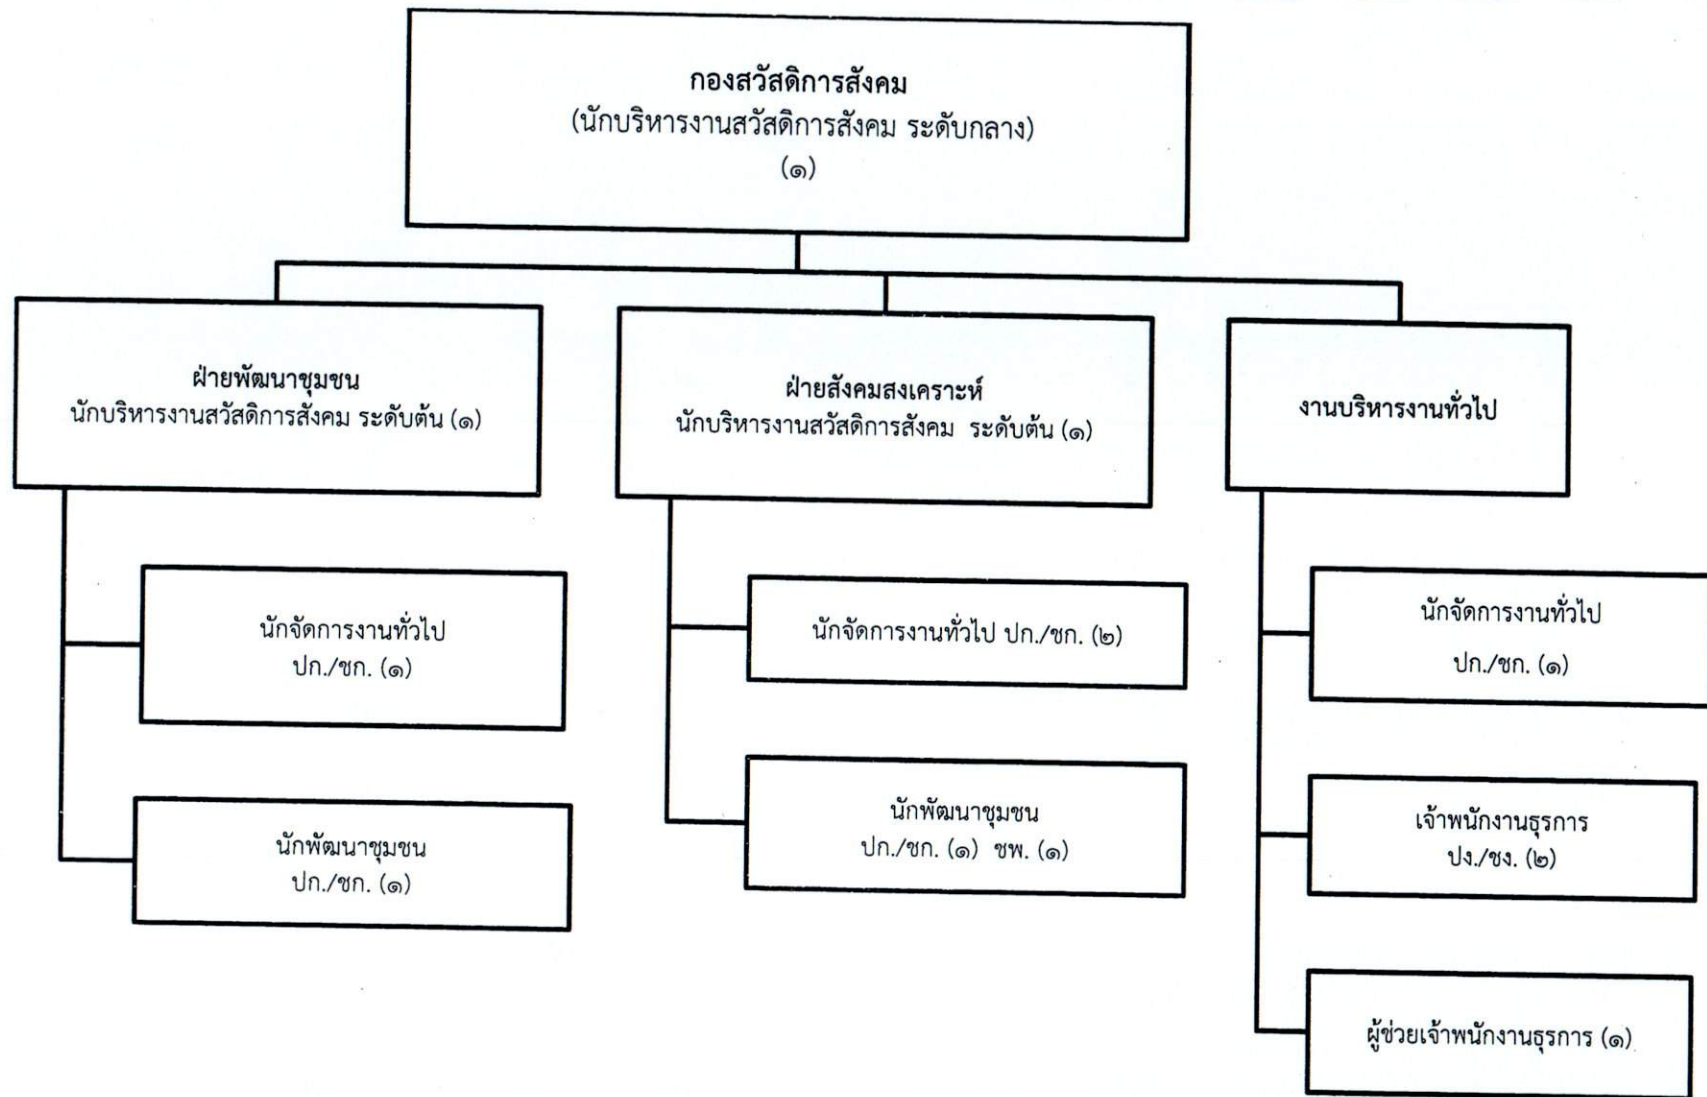 กองสวัสดิการสังคม
(นักบริหารงานสวัสดิการสังคม ระดับกลาง)
(๑)
ฝ่ายพัฒนาชุมชน
นักบริหารงานสวัสดิการสังคม ระดับต้น (๑)
นักจัดการงานทั่วไป
ปก./ชก. (๑)
นักพัฒนาชุมชน
ปก./ชก. (๑)
ฝ่ายสังคมสงเคราะห์
นักบริหารงานสวัสดิการสังคม ระดับต้น (๑)
นักจัดการงานทั่วไป ปก./ชก. (๒)
นักพัฒนาชุมชน
ปก./ชก. (๑) ชพ. (๑)
งานบริหารงานทั่วไป
นักจัดการงานทั่วไป
ปก./ชก. (๑)
เจ้าพนักงานธุรการ
ปง./ชง. (๒)
ผู้ช่วยเจ้าพนักงานธุรการ (๑)